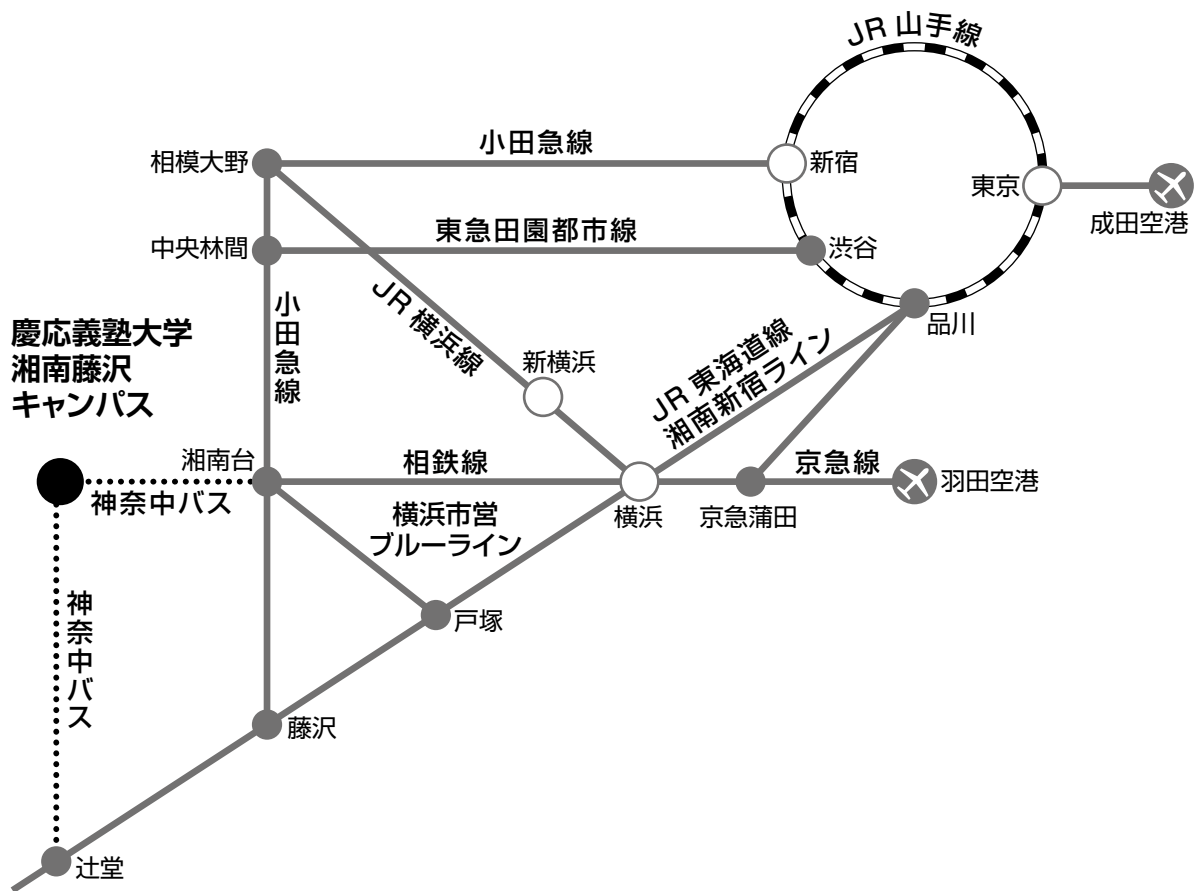 JR 山手線
小田急線
相模大野
新宿
東京
成田空港
東急田園都市線
中央林間
渋谷
小田急線
JR 横浜線
品川
慶応義塾大学
湘南藤沢
キャンパス
新横浜
JR 東海道線
湘南新宿ライン
湘南台
相鉄線
京急線
羽田空港
神奈中バス
横浜市営
ブルーライン
横浜
京急蒲田
神奈中バス
戸塚
藤沢
辻堂